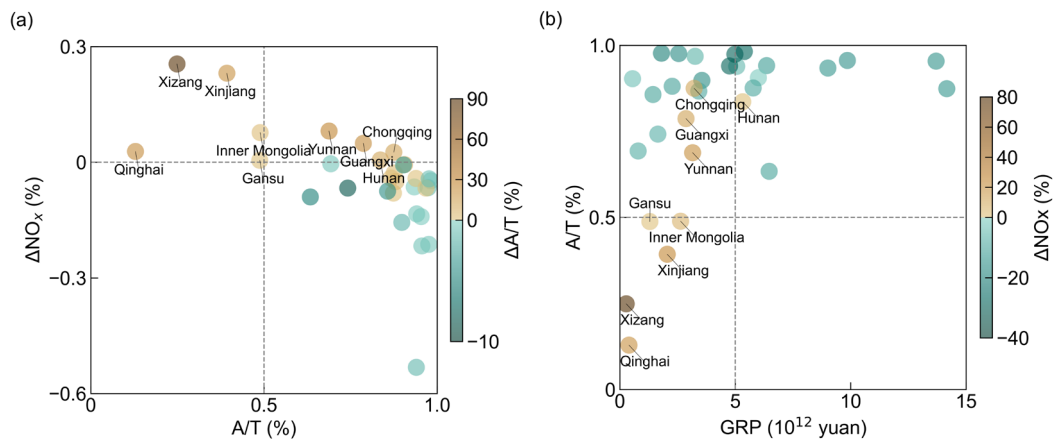 (a)
0.3
0
−0.3
−0.6
ΔNOx (%)
Xizang
Xinjiang
Chongqing
Inner Mongolia
Yunnan
Guangxi
Qinghai
Gansu
Hunan
0
0.5
1.0
A/T (%)
90
60
30
0
−10
ΔA/T (%)
(b)
1.0
0.5
0
A/T (%)
Chongqing
Hunan
Guangxi
Yunnan
Gansu
Inner Mongolia
Xinjiang
Xizang
Qinghai
0
5
10
15
GRP (10¹² yuan)
80
60
40
20
0
−20
−40
ΔNOx (%)